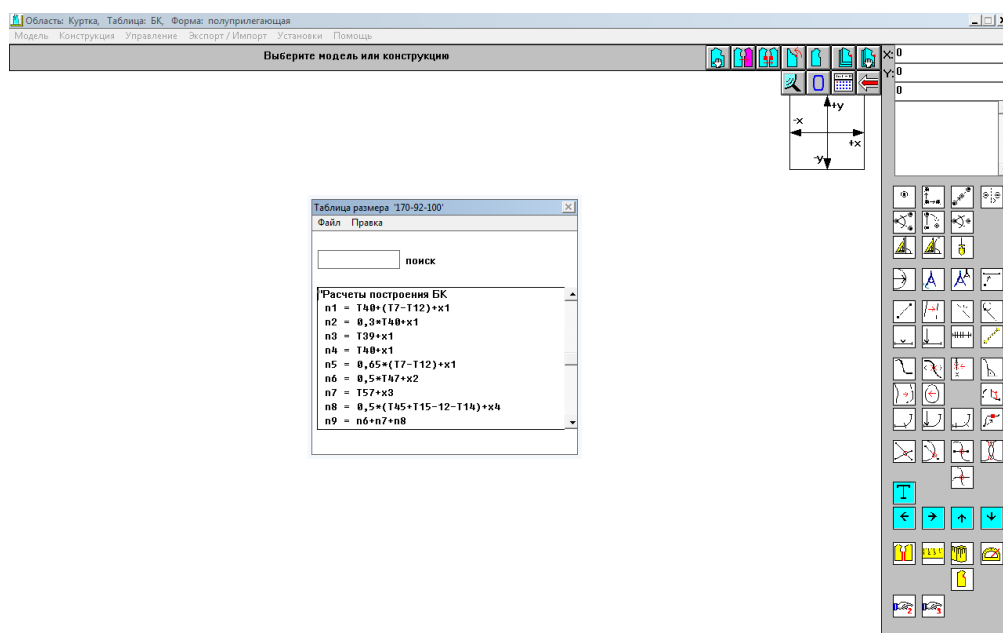 Область: Куртка, Таблица: БК, Форма: полуприлегающая
Модель Конструкция Управление Экспорт/Импорт Установки Помощь
Выберите модель или конструкцию
X: 0
Y: 0
0
+y
-x
+x
-y
Таблица размера '170-92-100'
Файл Правка
поиск
"Расчеты построения БК
n1 = T40+(T7-T12)+x1
n2 = 0,3*T40+x1
n3 = T39+x1
n4 = T40+x1
n5 = 0,65*(T7-T12)+x1
n6 = 0,5*T47+x2
n7 = T57+x3
n8 = 0,5*(T45+T15-12-T14)+x4
n9 = n6+n7+n8
T
2
3